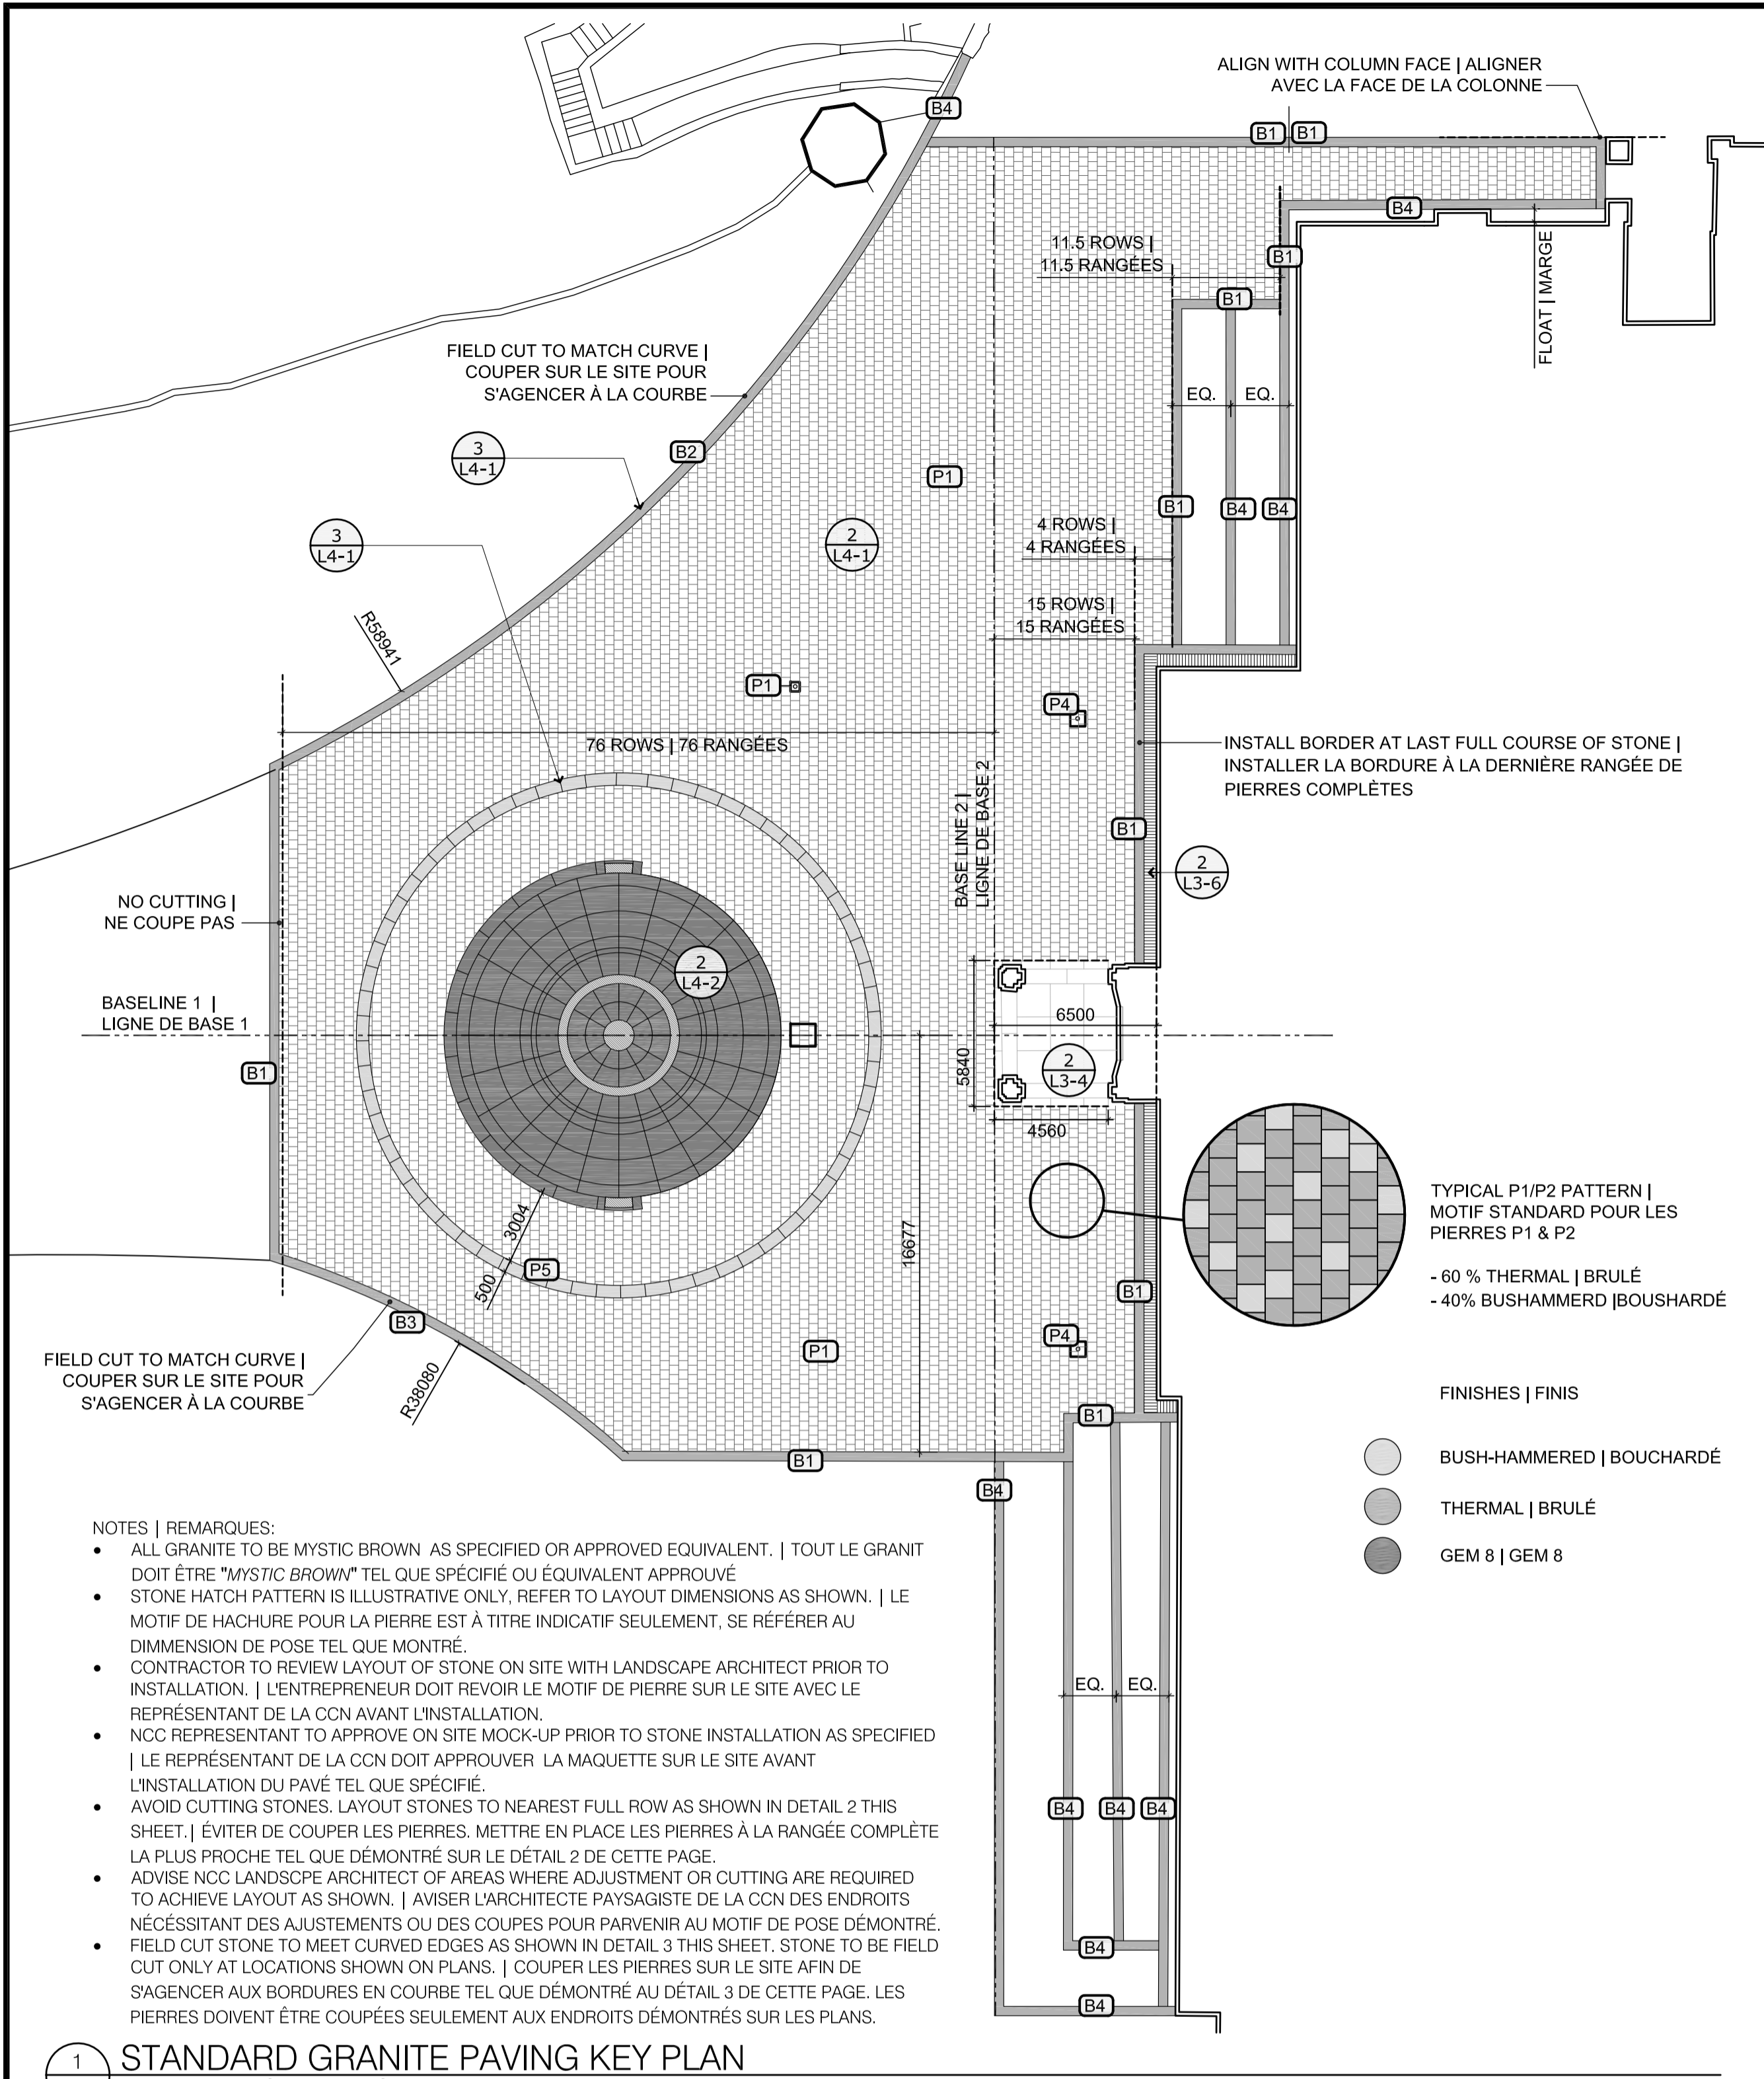 ALIGN WITH COLUMN FACE | ALIGNER
AVEC LA FACE DE LA COLONNE
B4
B1
B1
B4
11.5 ROWS |
11.5 RANGÉES
B1
B1
FLOAT | MARGE
FIELD CUT TO MATCH CURVE |
COUPER SUR LE SITE POUR
S'AGENCER À LA COURBE
EQ.
EQ.
3
L4-1
B2
P1
B1
B4
B4
3
L4-1
2
L4-1
4 ROWS |
4 RANGÉES
15 ROWS |
15 RANGÉES
R58941
P1
P4
76 ROWS | 76 RANGÉES
INSTALL BORDER AT LAST FULL COURSE OF STONE |
INSTALLER LA BORDURE À LA DERNIÈRE RANGÉE DE
PIERRES COMPLÈTES
BASE LINE 2 |
LIGNE DE BASE 2
B1
2
L3-6
NO CUTTING |
NE COUPE PAS
2
L4-2
BASELINE 1 |
LIGNE DE BASE 1
6500
5840
2
L3-4
B1
4560
TYPICAL P1/P2 PATTERN |
MOTIF STANDARD POUR LES
PIERRES P1 & P2
- 60 % THERMAL | BRULÉ
- 40% BUSHAMMERD |BOUSHARDÉ
3004
500
P5
16677
B1
B3
P1
P4
FIELD CUT TO MATCH CURVE |
COUPER SUR LE SITE POUR
S'AGENCER À LA COURBE
R38080
FINISHES | FINIS
B1
B1
BUSH-HAMMERED | BOUCHARDÉ
B4
THERMAL | BRULÉ
GEM 8 | GEM 8
NOTES | REMARQUES:
• ALL GRANITE TO BE MYSTIC BROWN AS SPECIFIED OR APPROVED EQUIVALENT. | TOUT LE GRANIT
DOIT ÊTRE "MYSTIC BROWN" TEL QUE SPÉCIFIÉ OU ÉQUIVALENT APPROUVÉ
• STONE HATCH PATTERN IS ILLUSTRATIVE ONLY, REFER TO LAYOUT DIMENSIONS AS SHOWN. | LE
MOTIF DE HACHURE POUR LA PIERRE EST À TITRE INDICATIF SEULEMENT, SE RÉFÉRER AU
DIMMENSION DE POSE TEL QUE MONTRÉ.
• CONTRACTOR TO REVIEW LAYOUT OF STONE ON SITE WITH LANDSCAPE ARCHITECT PRIOR TO
INSTALLATION. | L'ENTREPRENEUR DOIT REVOIR LE MOTIF DE PIERRE SUR LE SITE AVEC LE
REPRÉSENTANT DE LA CCN AVANT L'INSTALLATION.
• NCC REPRESENTANT TO APPROVE ON SITE MOCK-UP PRIOR TO STONE INSTALLATION AS SPECIFIED
| LE REPRÉSENTANT DE LA CCN DOIT APPROUVER LA MAQUETTE SUR LE SITE AVANT
L'INSTALLATION DU PAVÉ TEL QUE SPÉCIFIÉ.
• AVOID CUTTING STONES. LAYOUT STONES TO NEAREST FULL ROW AS SHOWN IN DETAIL 2 THIS
SHEET.| ÉVITER DE COUPER LES PIERRES. METTRE EN PLACE LES PIERRES À LA RANGÉE COMPLÈTE
LA PLUS PROCHE TEL QUE DÉMONTRÉ SUR LE DÉTAIL 2 DE CETTE PAGE.
• ADVISE NCC LANDSCPE ARCHITECT OF AREAS WHERE ADJUSTMENT OR CUTTING ARE REQUIRED
TO ACHIEVE LAYOUT AS SHOWN. | AVISER L'ARCHITECTE PAYSAGISTE DE LA CCN DES ENDROITS
NÉCÉSSITANT DES AJUSTEMENTS OU DES COUPES POUR PARVENIR AU MOTIF DE POSE DÉMONTRÉ.
• FIELD CUT STONE TO MEET CURVED EDGES AS SHOWN IN DETAIL 3 THIS SHEET. STONE TO BE FIELD
CUT ONLY AT LOCATIONS SHOWN ON PLANS. | COUPER LES PIERRES SUR LE SITE AFIN DE
S'AGENCER AUX BORDURES EN COURBE TEL QUE DÉMONTRÉ AU DÉTAIL 3 DE CETTE PAGE. LES
PIERRES DOIVENT ÊTRE COUPÉES SEULEMENT AUX ENDROITS DÉMONTRÉS SUR LES PLANS.
EQ.
EQ.
B4
B4
B4
B4
B4
1
STANDARD GRANITE PAVING KEY PLAN